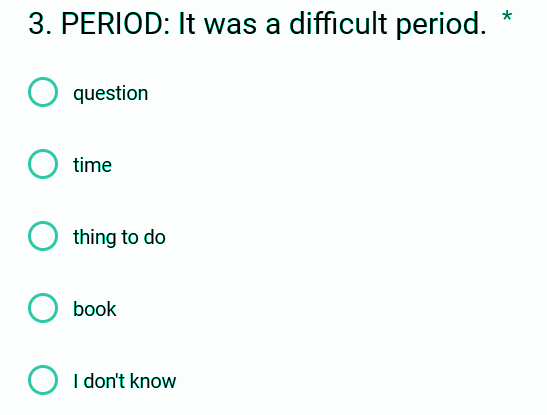 3. PERIOD: It was a difficult period. *
question
time
thing to do
book
I don't know